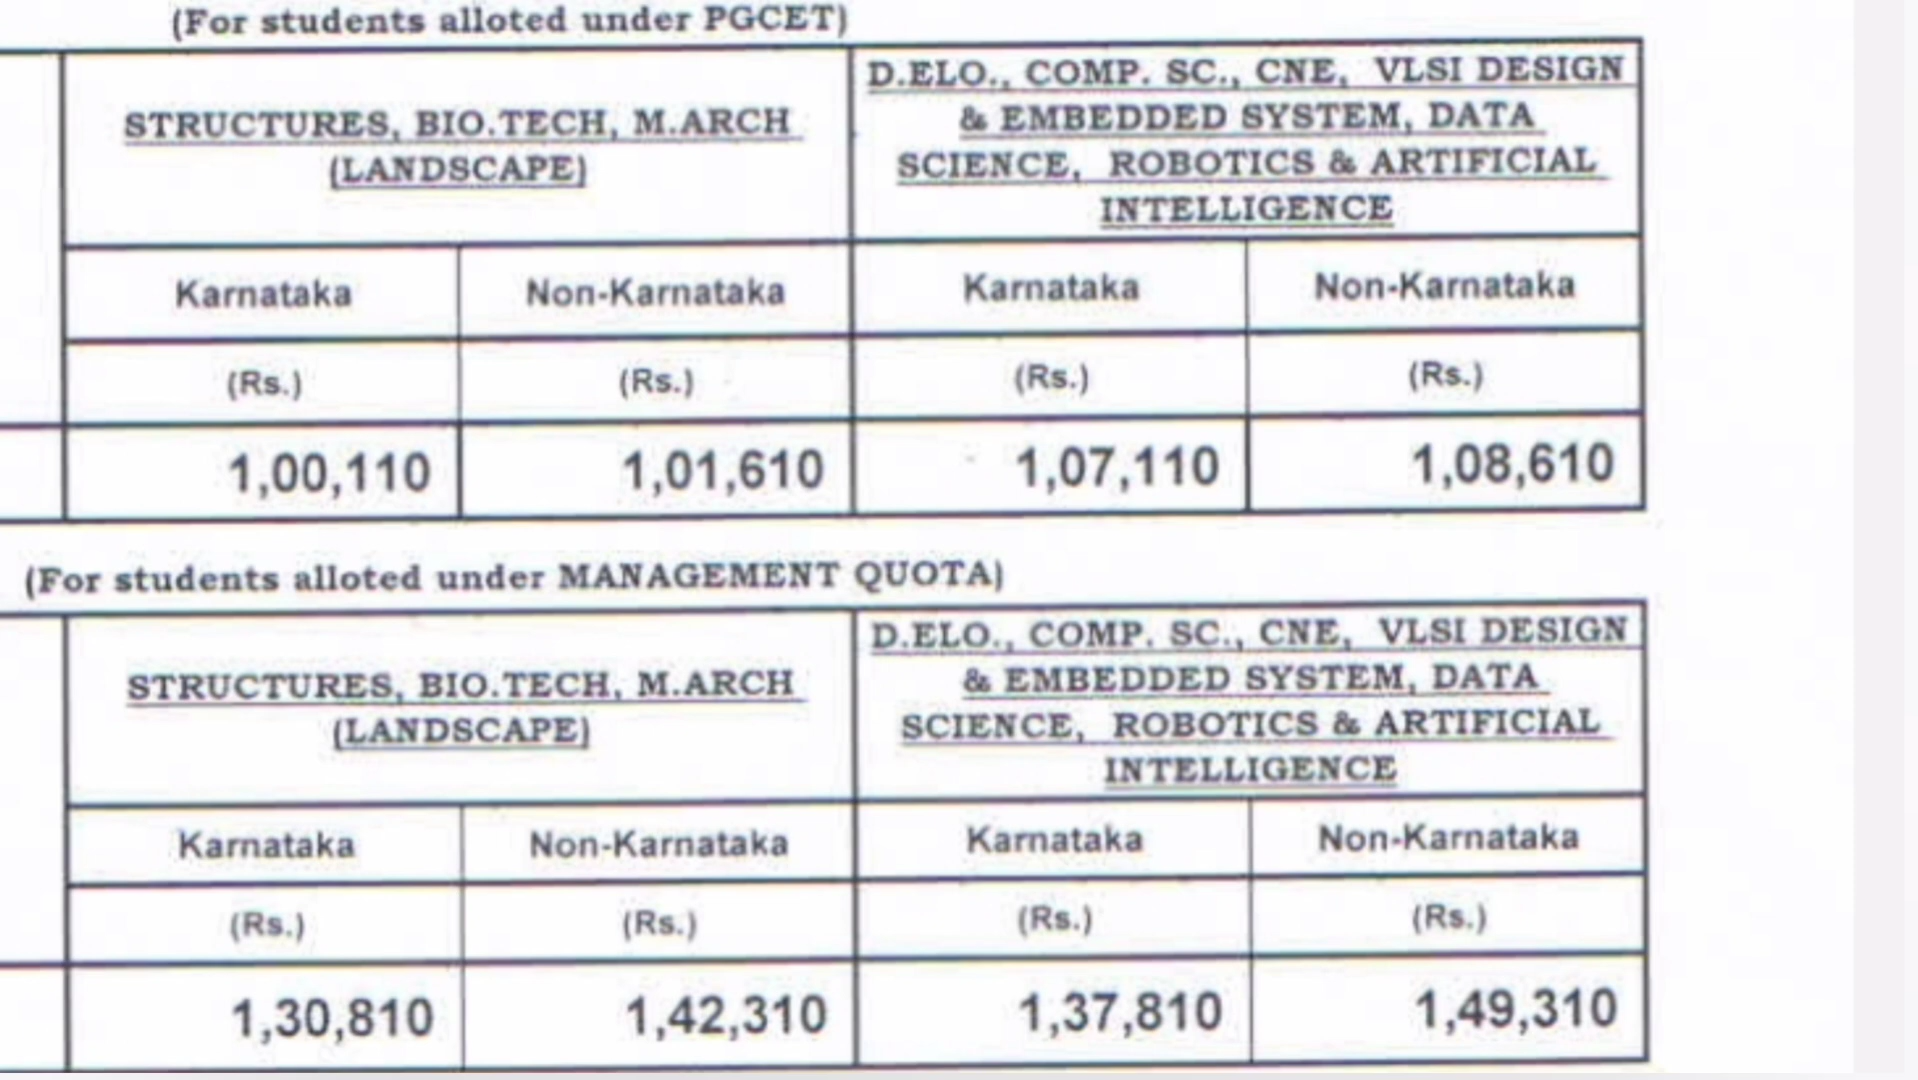 (For students alloted under PGCET)
STRUCTURES, BIO.TECH, M.ARCH
(LANDSCAPE)
D.ELO., COMP. SC., CNE, VLSI DESIGN
& EMBEDDED SYSTEM, DATA
SCIENCE, ROBOTICS & ARTIFICIAL
INTELLIGENCE
Karnataka Non-Karnataka Karnataka Non-Karnataka
(Rs.) (Rs.) (Rs.) (Rs.)
1,00,110 1,01,610 1,07,110 1,08,610
(For students alloted under MANAGEMENT QUOTA)
STRUCTURES, BIO.TECH, M.ARCH
(LANDSCAPE)
D.ELO., COMP. SC., CNE, VLSI DESIGN
& EMBEDDED SYSTEM, DATA
SCIENCE, ROBOTICS & ARTIFICIAL
INTELLIGENCE
Karnataka Non-Karnataka Karnataka Non-Karnataka
(Rs.) (Rs.) (Rs.) (Rs.)
1,30,810 1,42,310 1,37,810 1,49,310